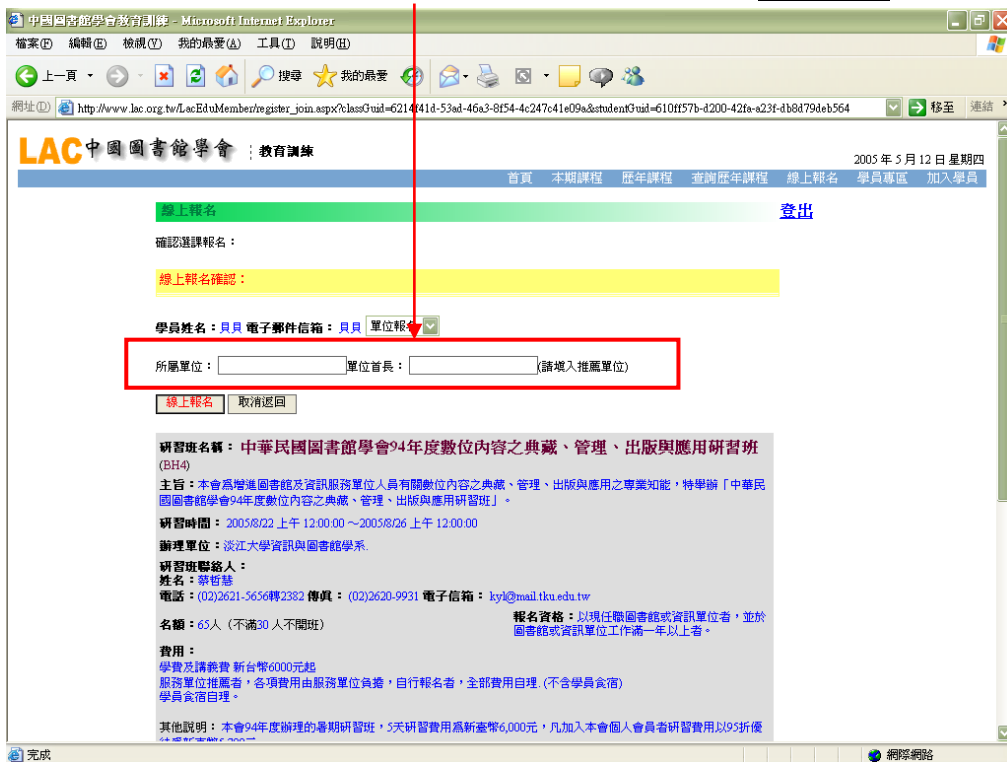 中國圖書館學會教育訓練 - Microsoft Internet Explorer
檔案(F) 編輯(E) 檢視(V) 我的最愛(A) 工具(T) 說明(H)
上一頁 搜尋 我的最愛
網址(D) http://www.lac.org.tw/LacEduMember/register_join.aspx?classGuid=6214f41d-53ad-46a3-8f54-4c247c41e09a&studentGuid=610ff57b-d200-42fa-a23f-db8d79deb564 移至 連結
LAC中國圖書館學會 教育訓練
2005 年 5 月 12 日 星期四
首頁 本期課程 歷年課程 查詢歷年課程 線上報名 學員專區 加入學員
線上報名 登出
確認選課報名：
線上報名確認：
學員姓名：貝貝 電子郵件信箱：貝貝 單位報名
所屬單位： 單位首長： (請填入推薦單位)
線上報名 取消返回
研習班名稱： 中華民國圖書館學會94年度數位內容之典藏、管理、出版與應用研習班
(BH4)
主旨：本會為增進圖書館及資訊服務單位人員有關數位內容之典藏、管理、出版與應用之專業知能，特舉辦「中華民
國圖書館學會94年度數位內容之典藏、管理、出版與應用研習班」。
研習時間： 2005/8/22 上午 12:00:00 ～2005/8/26 上午 12:00:00
辦理單位：淡江大學資訊與圖書館學系.
研習班聯絡人：
姓名：蔡哲慧
電話：(02)2621-5656轉2382 傳真： (02)2620-9931 電子信箱： kyl@mail.tku.edu.tw
名額：65人（不滿30 人不開班）
報名資格：以現任職圖書館或資訊單位者，並於
圖書館或資訊單位工作滿一年以上者。
費用：
學費及講義費 新台幣6000元起
服務單位推薦者，各項費用由服務單位負擔，自行報名者，全部費用自理. (不含學員食宿)
學員食宿自理。
其他說明： 本會94年度辦理的暑期研習班，5天研習費用為新臺幣6,000元，凡加入本會個人會員者研習費用以95折優
完成 網際網路